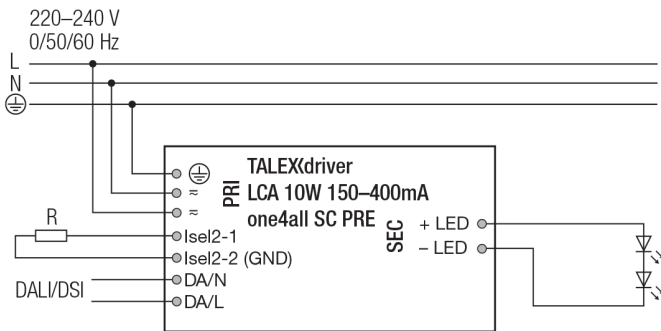 220–240 V
0/50/60 Hz
L
N
TALEXXdriver
LCA 10W 150–400mA
one4all SC PRE
PRI
≂
≂
SEC
+ LED
– LED
R
Isel2-1
Isel2-2 (GND)
DALI/DSI
DA/N
DA/L